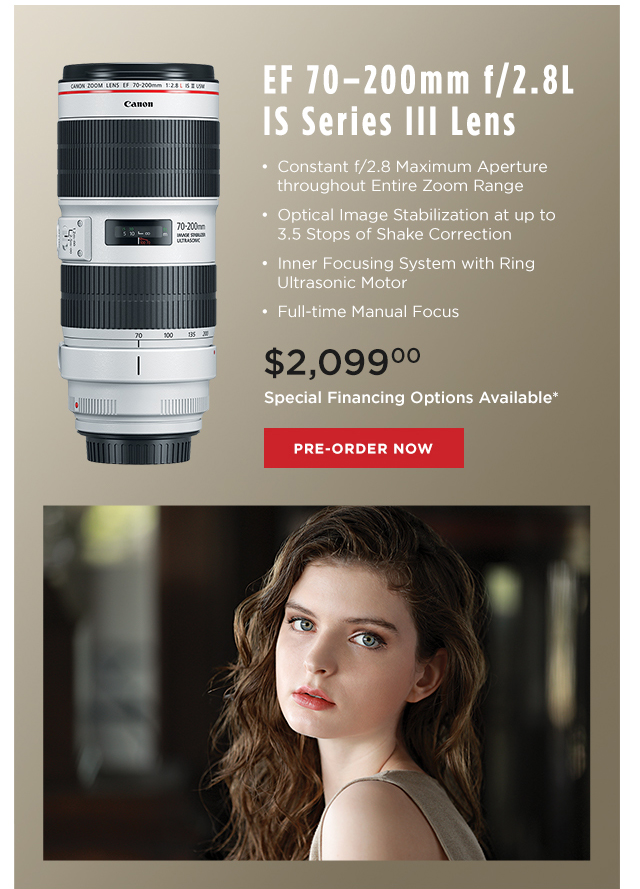 EF 70–200mm f/2.8L
IS Series III Lens
CANON ZOOM LENS EF 70-200mm 1:2.8 L IS II USM
Canon
• Constant f/2.8 Maximum Aperture
throughout Entire Zoom Range
• Optical Image Stabilization at up to
3.5 Stops of Shake Correction
70-200mm
IMAGE STABILIZER
ULTRASONIC
• Inner Focusing System with Ring
Ultrasonic Motor
• Full-time Manual Focus
70 100 135 200
$2,099⁰⁰
Special Financing Options Available*
PRE-ORDER NOW